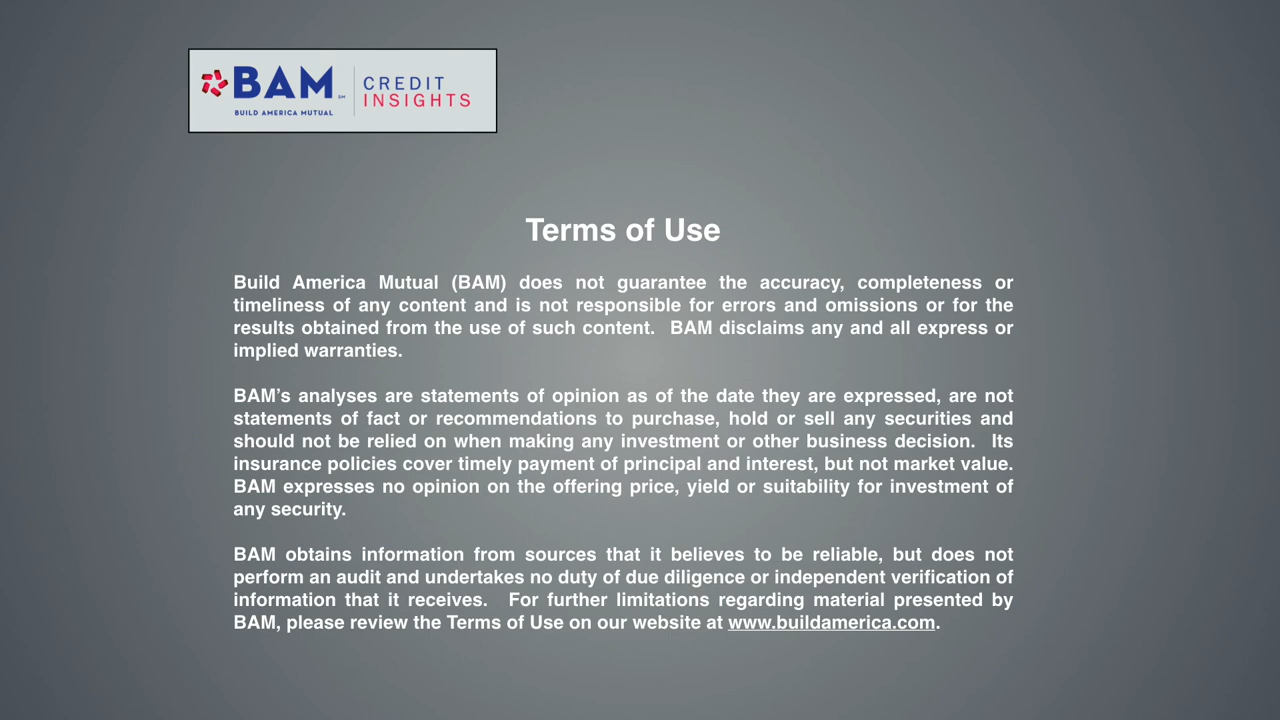 BAM SM
BUILD AMERICA MUTUAL
CREDIT
INSIGHTS
Terms of Use
Build America Mutual (BAM) does not guarantee the accuracy, completeness or
timeliness of any content and is not responsible for errors and omissions or for the
results obtained from the use of such content.  BAM disclaims any and all express or
implied warranties.
BAM’s analyses are statements of opinion as of the date they are expressed, are not
statements of fact or recommendations to purchase, hold or sell any securities and
should not be relied on when making any investment or other business decision.  Its
insurance policies cover timely payment of principal and interest, but not market value.
BAM expresses no opinion on the offering price, yield or suitability for investment of
any security.
BAM obtains information from sources that it believes to be reliable, but does not
perform an audit and undertakes no duty of due diligence or independent verification of
information that it receives.  For further limitations regarding material presented by
BAM, please review the Terms of Use on our website at www.buildamerica.com.